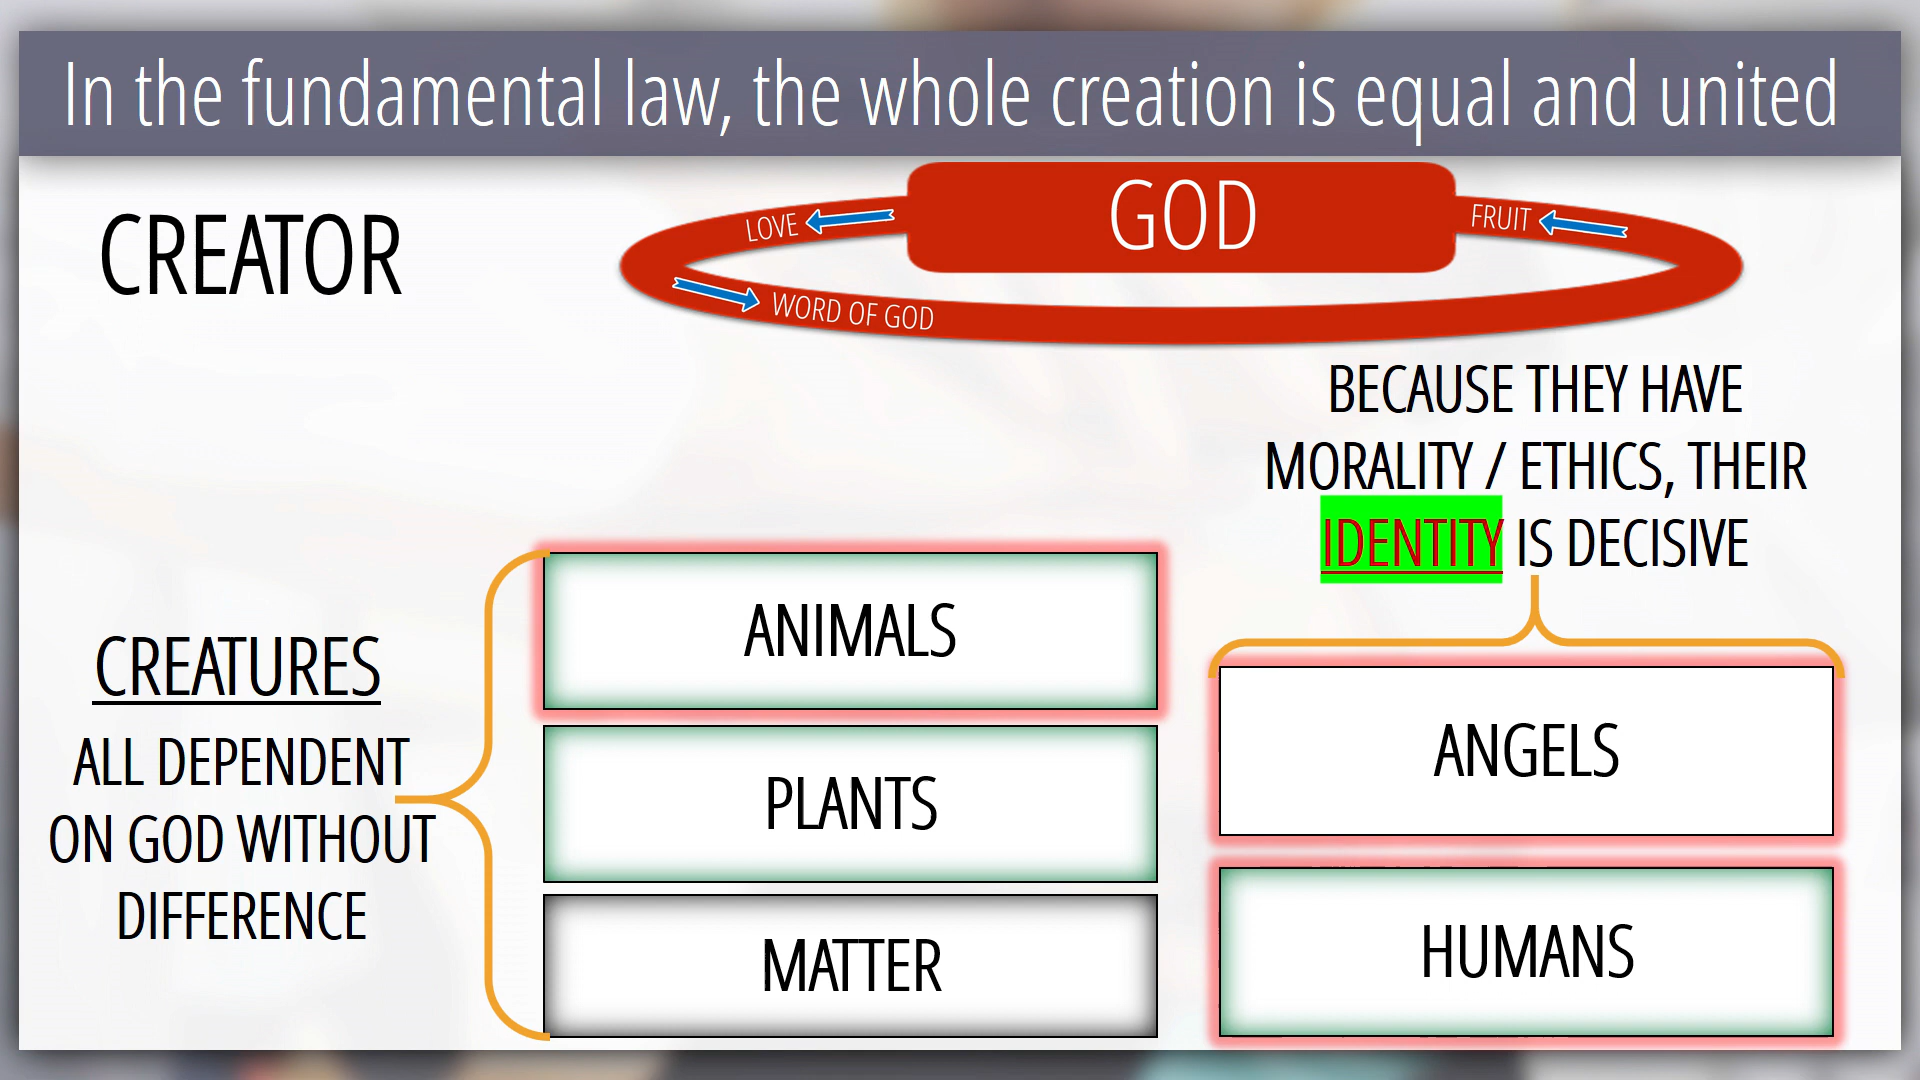 In the fundamental law, the whole creation is equal and united
CREATOR
GOD
LOVE
FRUIT
WORD OF GOD
BECAUSE THEY HAVE
MORALITY / ETHICS, THEIR
IDENTITY IS DECISIVE
CREATURES
ALL DEPENDENT
ON GOD WITHOUT
DIFFERENCE
ANIMALS
PLANTS
MATTER
ANGELS
HUMANS